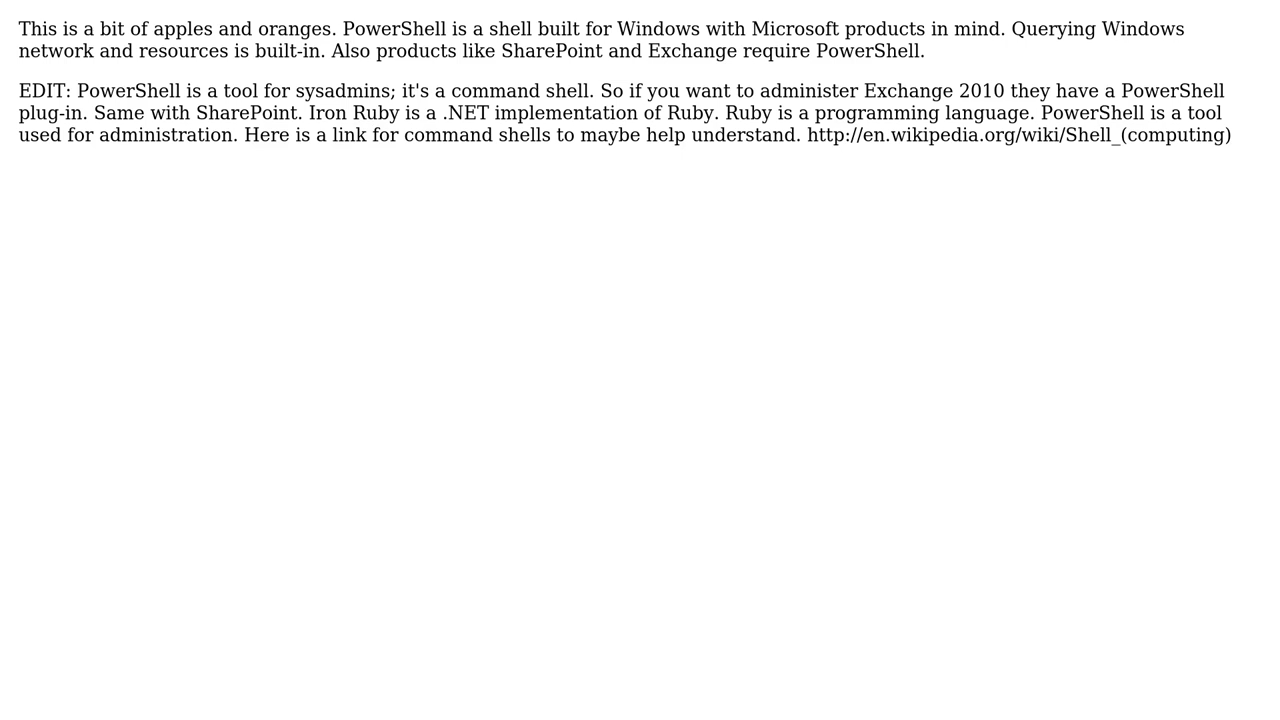 This is a bit of apples and oranges. PowerShell is a shell built for Windows with Microsoft products in mind. Querying Windows
network and resources is built-in. Also products like SharePoint and Exchange require PowerShell.
EDIT: PowerShell is a tool for sysadmins; it's a command shell. So if you want to administer Exchange 2010 they have a PowerShell
plug-in. Same with SharePoint. Iron Ruby is a .NET implementation of Ruby. Ruby is a programming language. PowerShell is a tool
used for administration. Here is a link for command shells to maybe help understand. http://en.wikipedia.org/wiki/Shell_(computing)